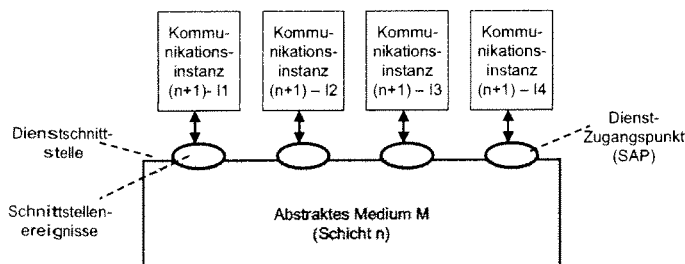 Kommu-
nikations-
instanz
(n+1)- I1
Kommu-
nikations-
instanz
(n+1) – I2
Kommu-
nikations-
instanz
(n+1) – I3
Kommu-
nikations-
instanz
(n+1) – I4
Dienstschnitt-
stelle
Dienst-
Zugangspunkt
(SAP)
Schnittstellen-
ereignisse
Abstraktes Medium M
(Schicht n)